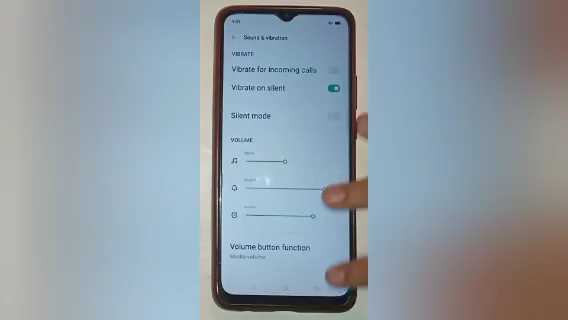 Sound & vibration
VIBRATE
Vibrate for incoming calls
Vibrate on silent
Silent mode
VOLUME
Volume button function
Media volume